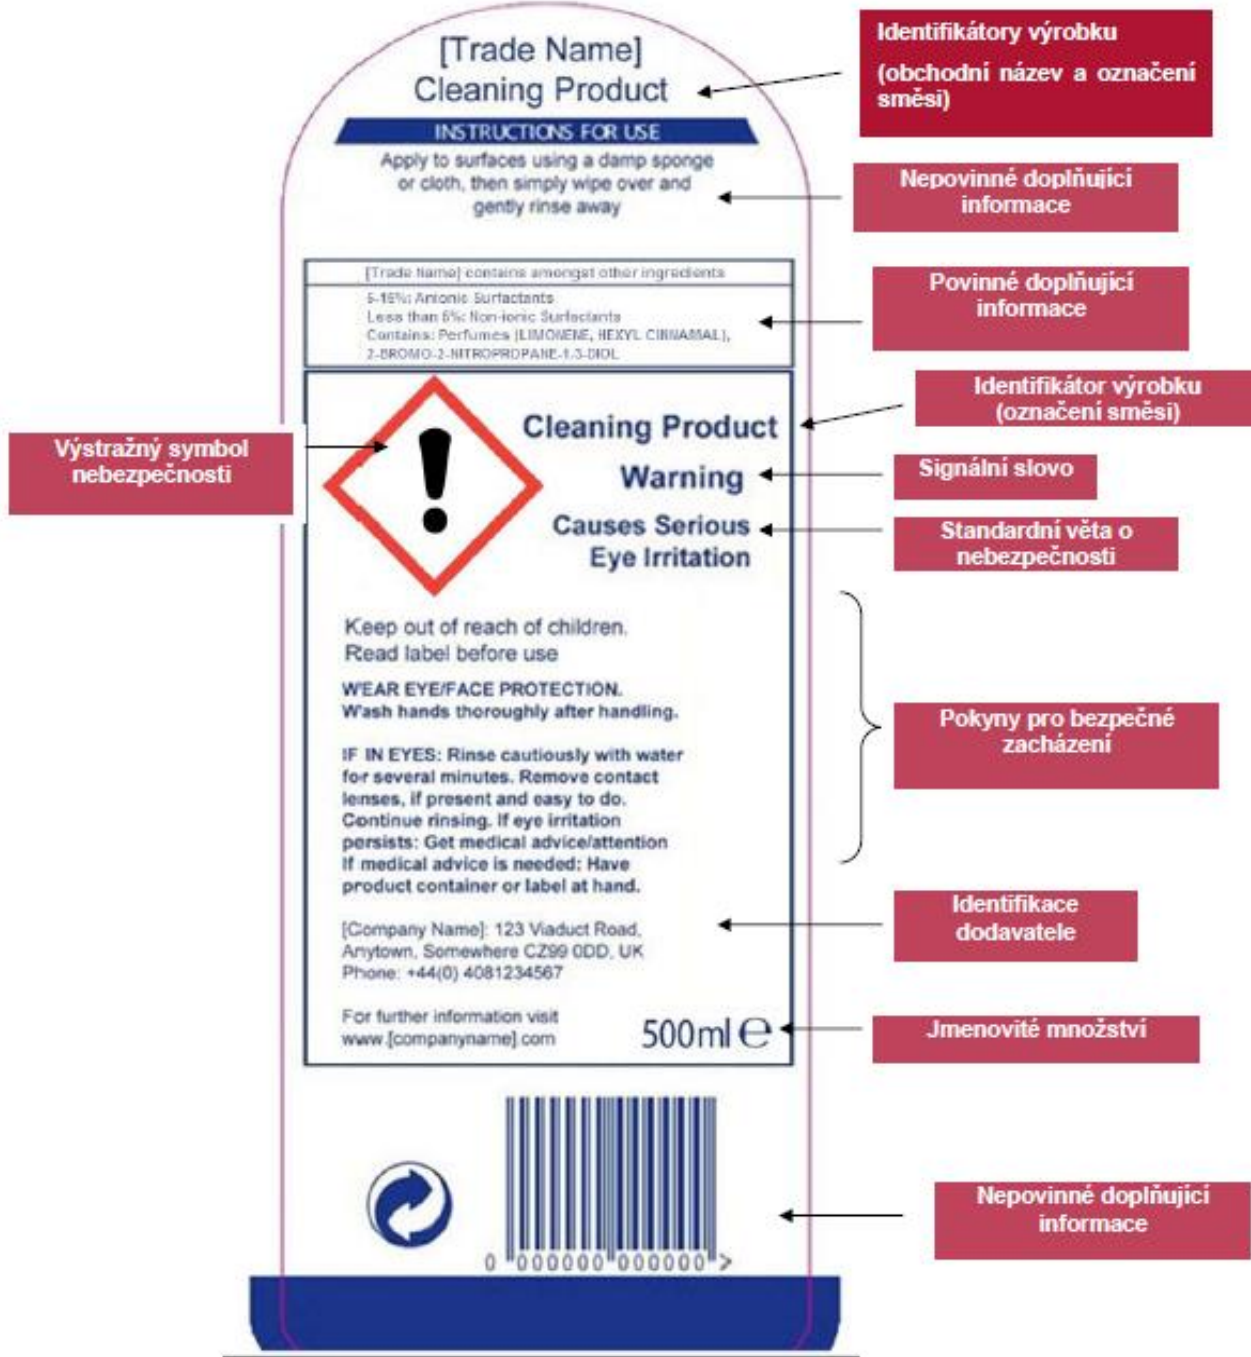 [Trade Name]
Cleaning Product
INSTRUCTIONS FOR USE
Apply to surfaces using a damp sponge
or cloth, then simply wipe over and
gently rinse away
[Trade Name] contains amongst other ingredients
5-15%: Anionic Surfactants
Less than 5%: Non-ionic Surfactants
Contains: Perfumes (LIMONENE, HEXYL CINNAMAL),
2-BROMO-2-NITROPROPANE-1,3-DIOL
Cleaning Product
Warning
Causes Serious
Eye Irritation
Keep out of reach of children.
Read label before use
WEAR EYE/FACE PROTECTION.
Wash hands thoroughly after handling.
IF IN EYES: Rinse cautiously with water
for several minutes. Remove contact
lenses, if present and easy to do.
Continue rinsing. If eye irritation
persists: Get medical advice/attention
If medical advice is needed: Have
product container or label at hand.
[Company Name]: 123 Viaduct Road,
Anytown, Somewhere CZ99 0DD, UK
Phone: +44(0) 4081234567
For further information visit
www.[companyname].com
500ml ℮
0 000000 000000 >
Výstražný symbol
nebezpečnosti
Identifikátory výrobku
(obchodní název a označení
směsi)
Nepovinné doplňující
informace
Povinné doplňující
informace
Identifikátor výrobku
(označení směsi)
Signální slovo
Standardní věta o
nebezpečnosti
Pokyny pro bezpečné
zacházení
Identifikace
dodavatele
Jmenovité množství
Nepovinné doplňující
informace